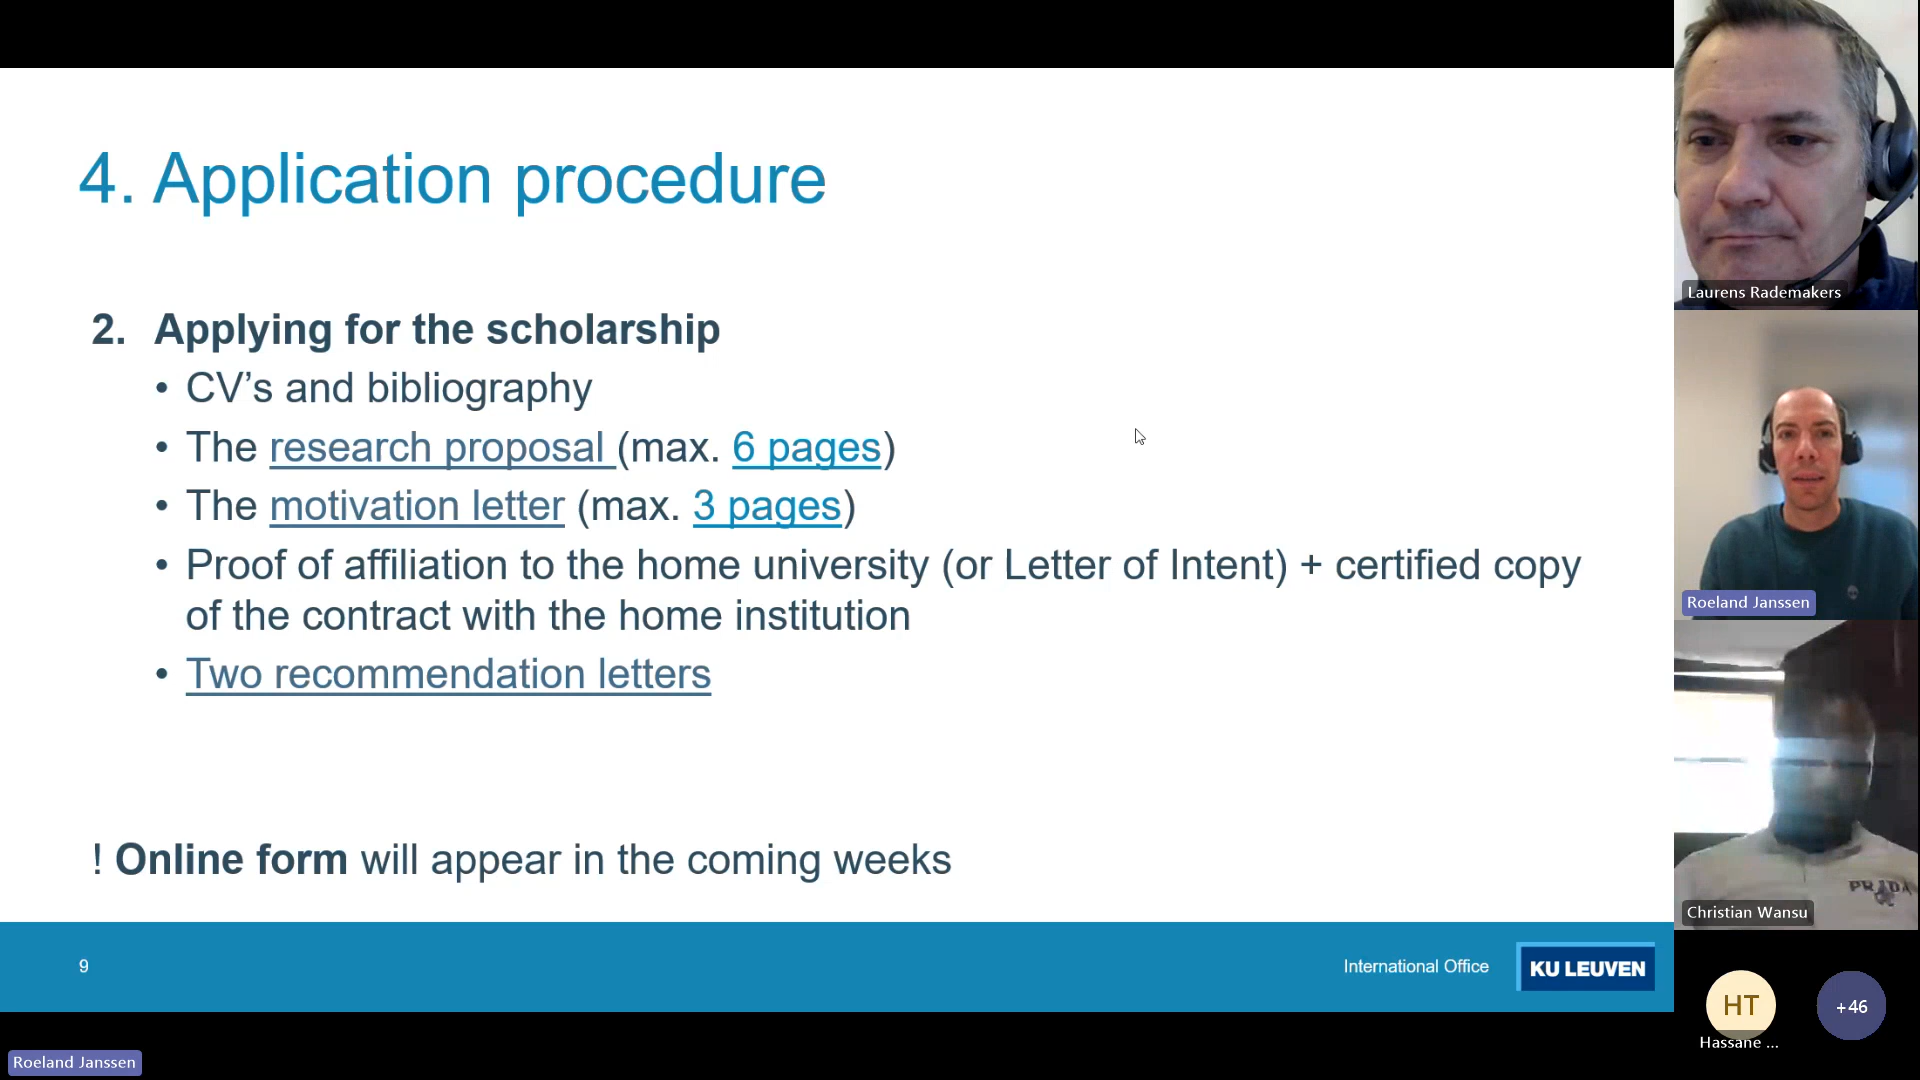 4. Application procedure
2. Applying for the scholarship
• CV’s and bibliography
• The research proposal (max. 6 pages)
• The motivation letter (max. 3 pages)
• Proof of affiliation to the home university (or Letter of Intent) + certified copy
of the contract with the home institution
• Two recommendation letters
! Online form will appear in the coming weeks
9
International Office
KU LEUVEN
Roeland Janssen
Laurens Rademakers
Roeland Janssen
PRADA
Christian Wansu
HT
Hassane ...
+46